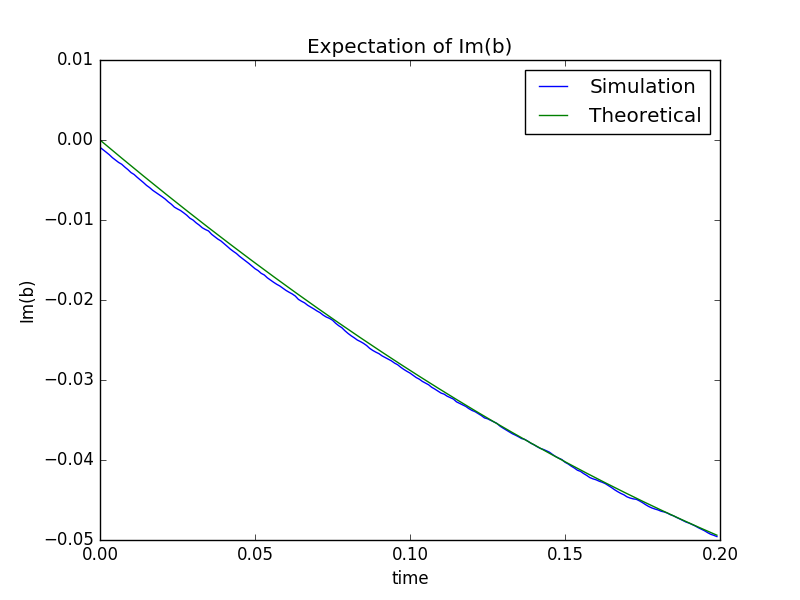 Expectation of Im(b)
Simulation
Theoretical
0.01
0.00
−0.01
−0.02
−0.03
−0.04
−0.05
Im(b)
0.00 0.05 0.10 0.15 0.20
time